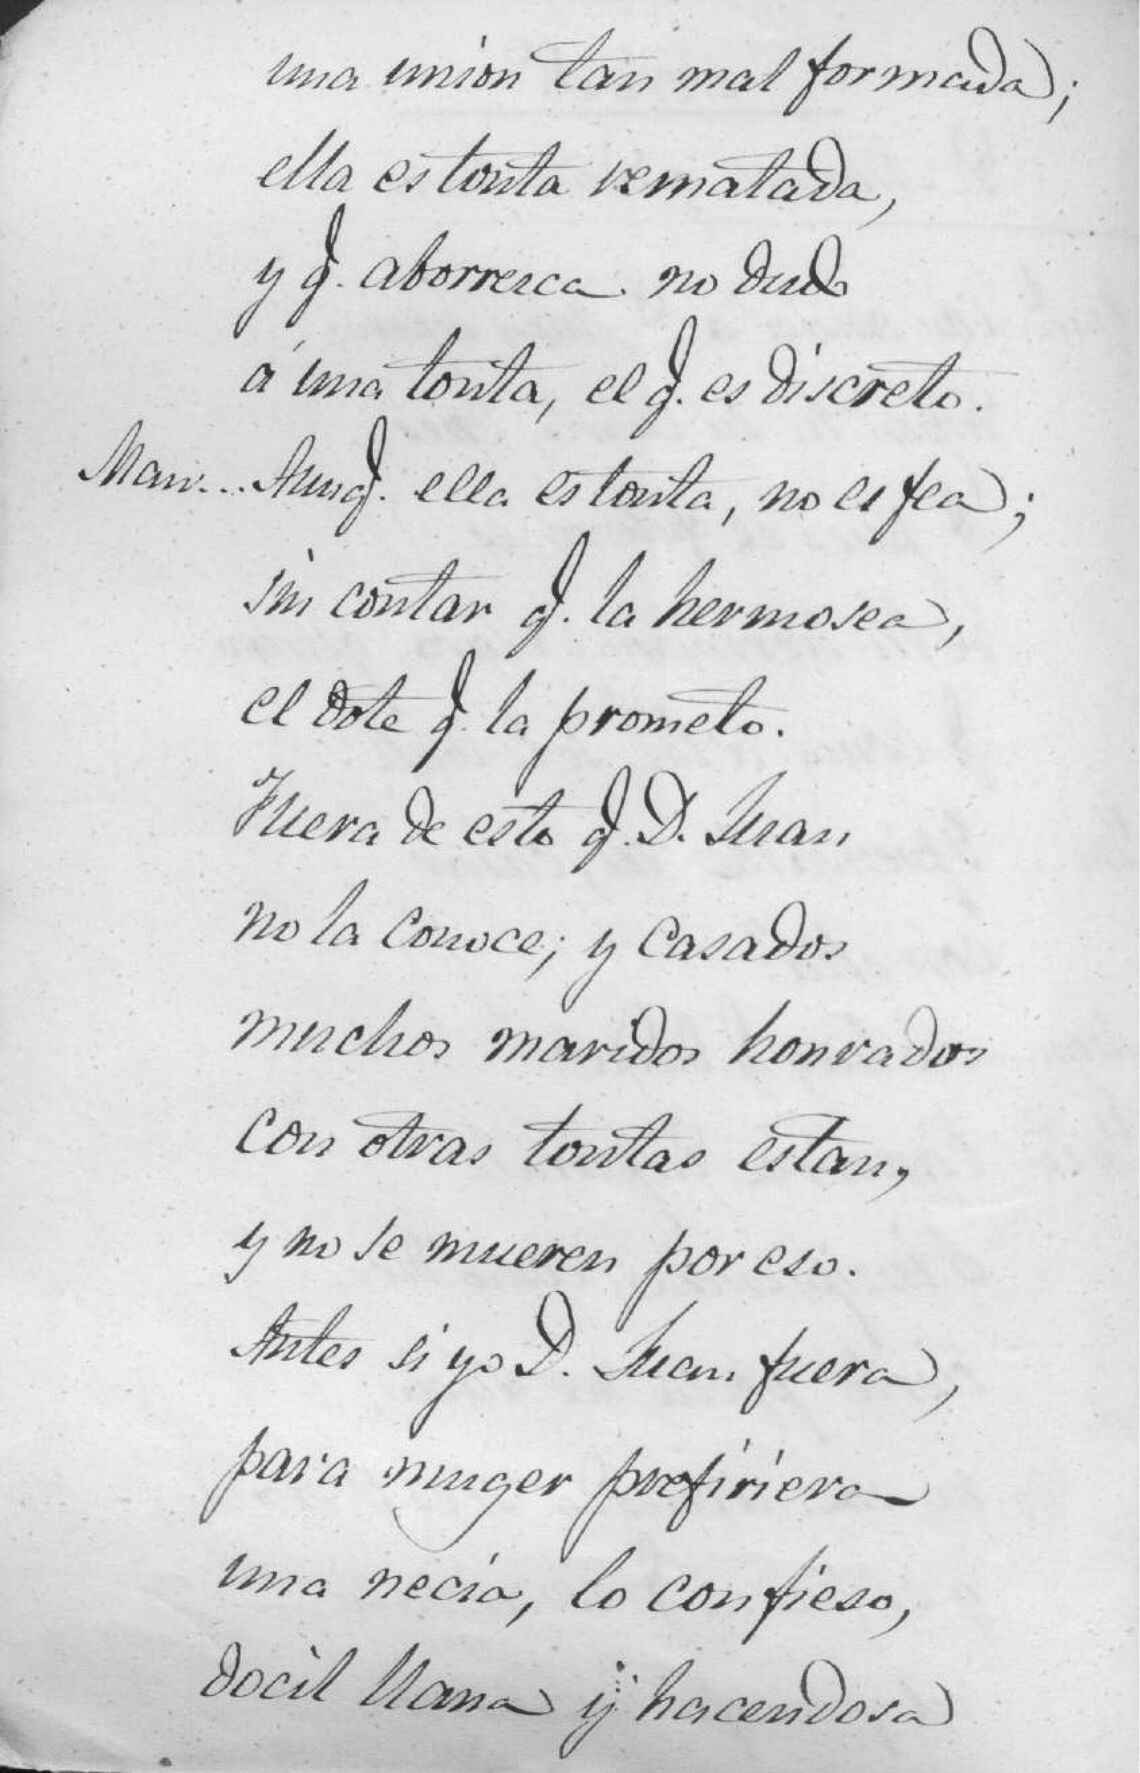 una union tan mal formada;
ella es tonta rematada,
y q. aborresca no dudo
á una tonta, el q. es discreto.
Man... Aunq. ella es tonta, no es fea;
sin contar q. la hermosea,
el dote q. la prometo.
Fuera de esto q. D. Juan
no la conoce; y casados
muchos maridos honrados
con otras tontas estan,
y no se mueren por eso.
Antes si yo D. Juan fuera,
para muger prefiriera
una necia, lo confieso,
docil llana y hacendosa